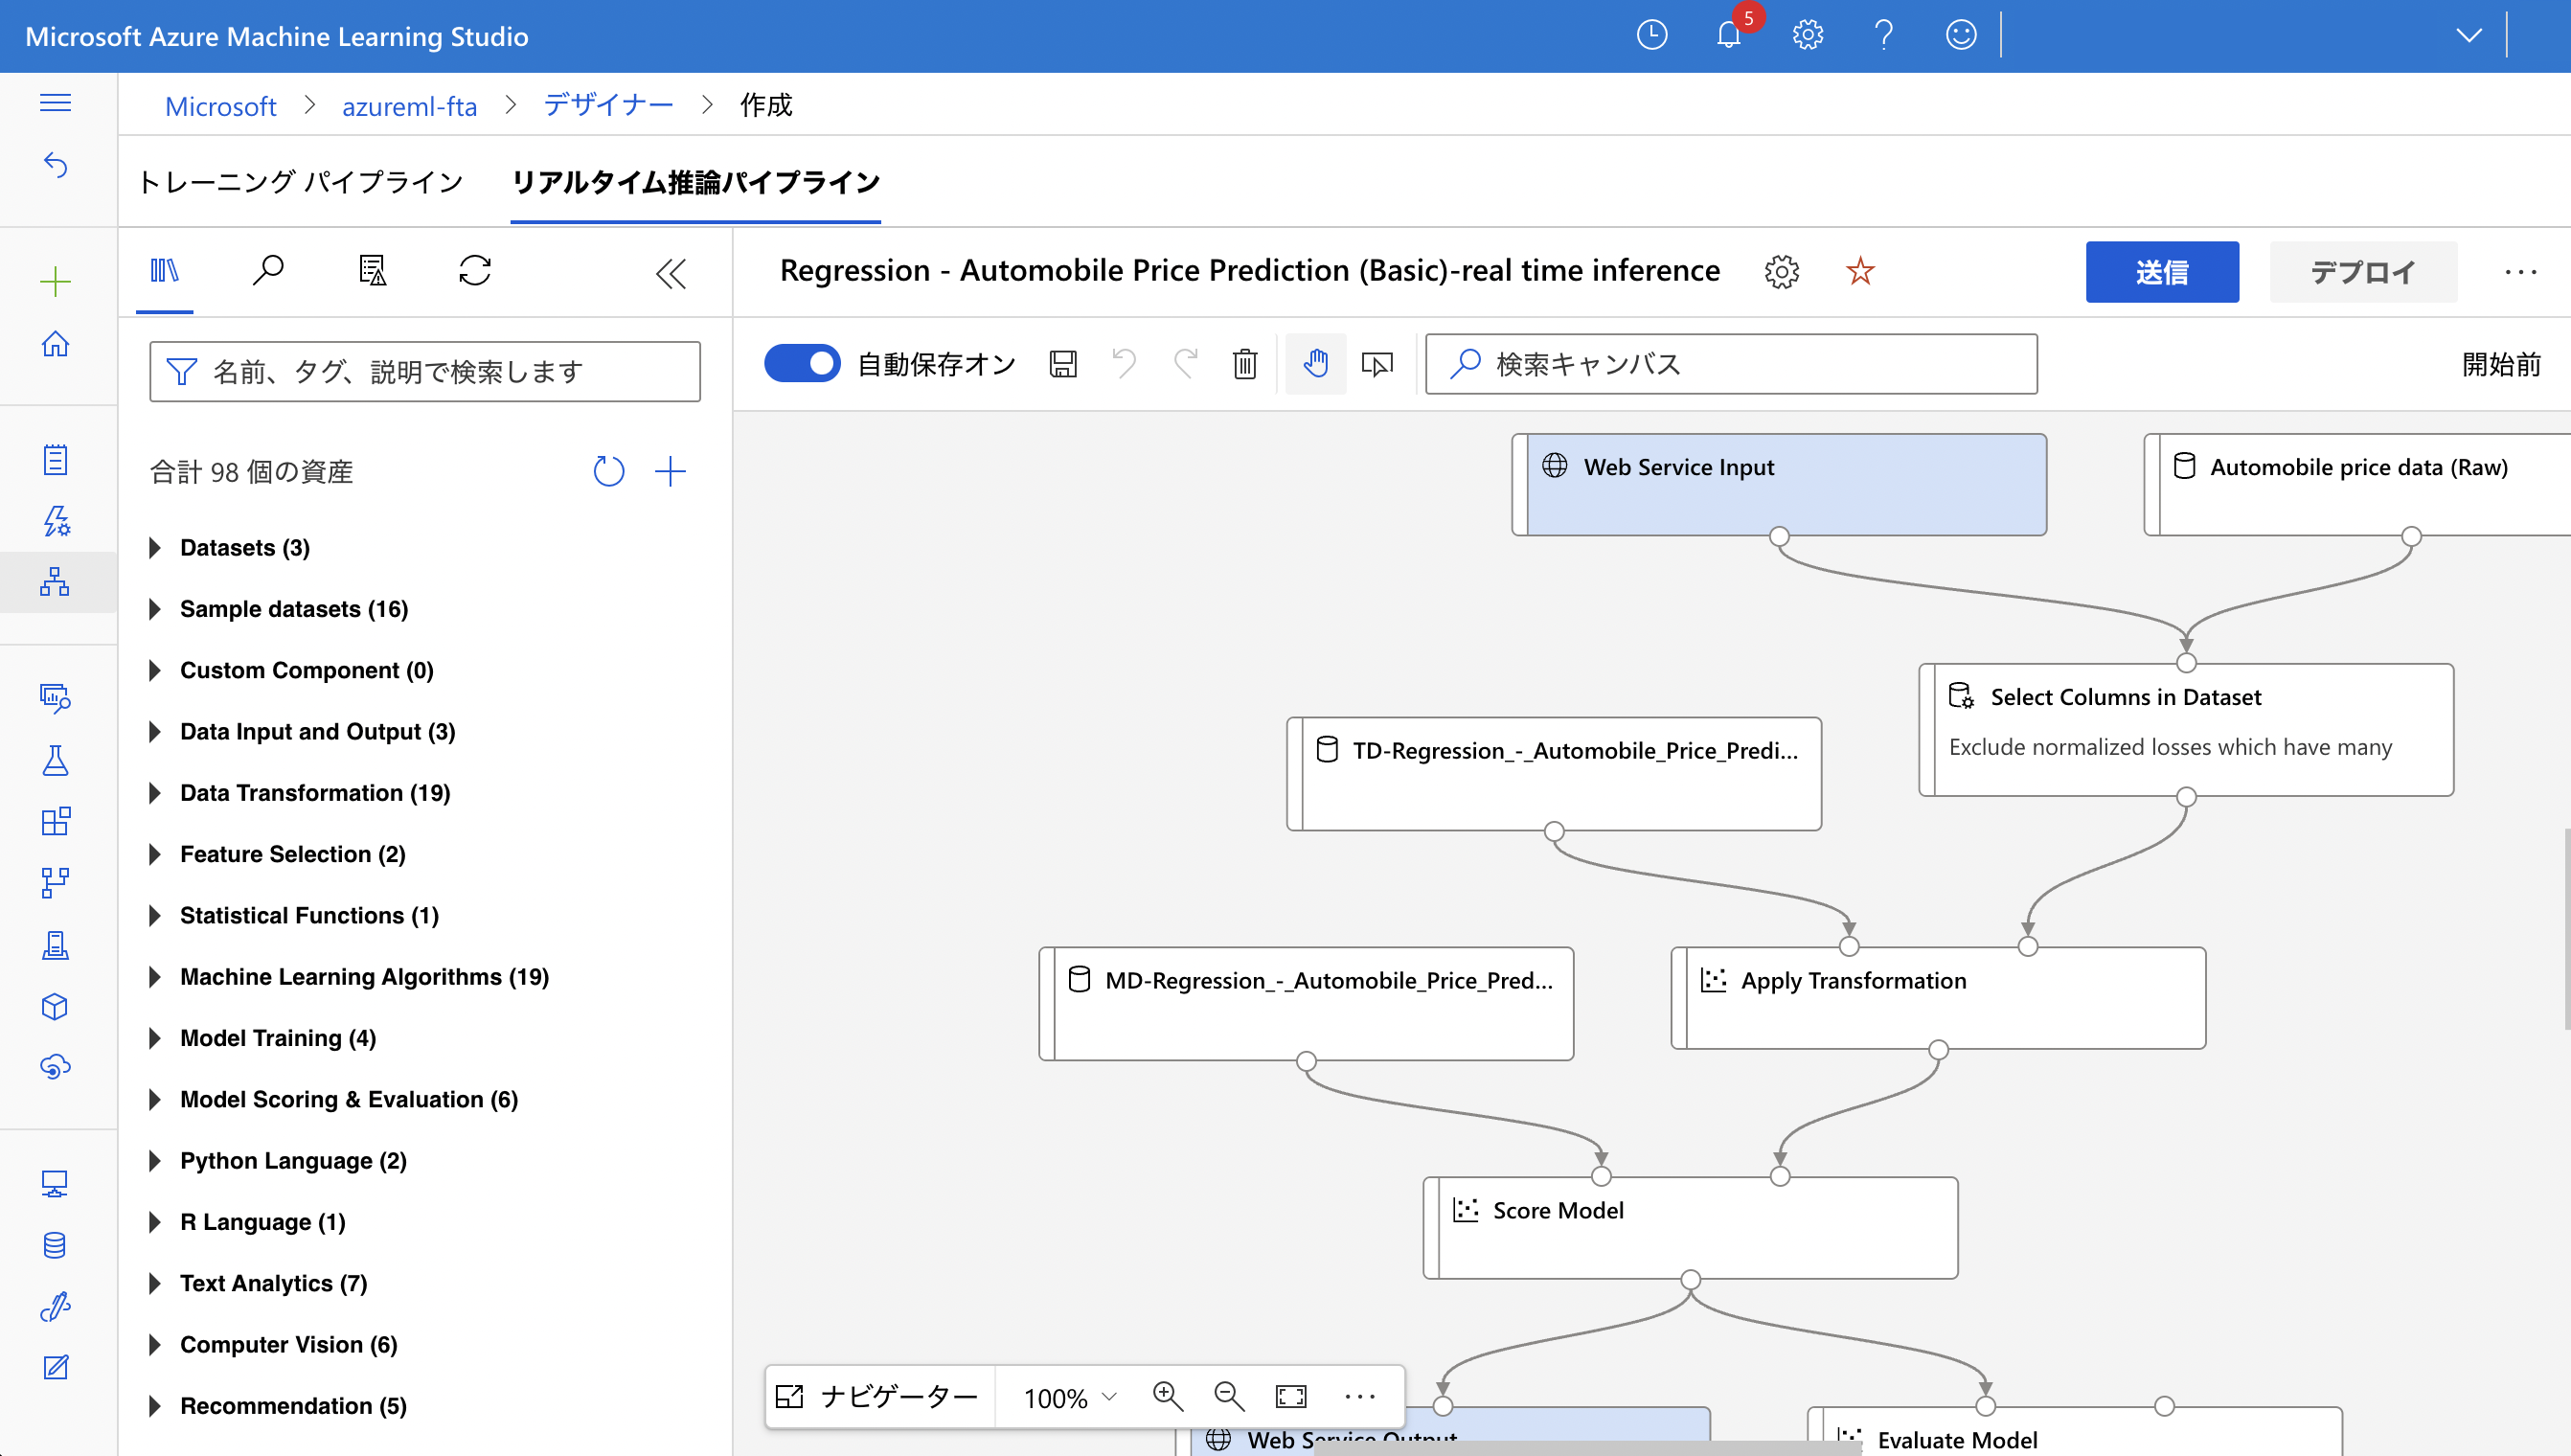 Microsoft Azure Machine Learning Studio
5
Microsoft > azureml-fta > デザイナー > 作成
トレーニング パイプライン
リアルタイム推論パイプライン
Regression - Automobile Price Prediction (Basic)-real time inference
送信
デプロイ
名前、タグ、説明で検索します
自動保存オン
検索キャンバス
開始前
合計 98 個の資産
Datasets (3)
Sample datasets (16)
Custom Component (0)
Data Input and Output (3)
Data Transformation (19)
Feature Selection (2)
Statistical Functions (1)
Machine Learning Algorithms (19)
Model Training (4)
Model Scoring & Evaluation (6)
Python Language (2)
R Language (1)
Text Analytics (7)
Computer Vision (6)
Recommendation (5)
Web Service Input
Automobile price data (Raw)
Select Columns in Dataset
Exclude normalized losses which have many
TD-Regression_-_Automobile_Price_Predi...
MD-Regression_-_Automobile_Price_Pred...
Apply Transformation
Score Model
ナビゲーター
100%
Web Service Output
Evaluate Model